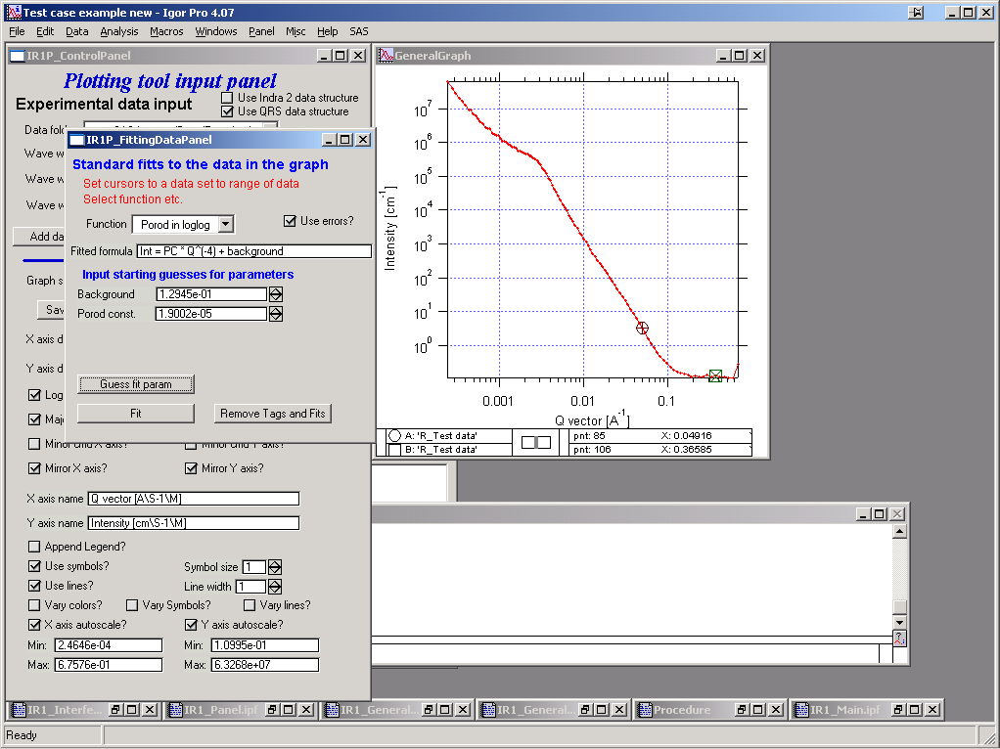 Test case example new - Igor Pro 4.07
File Edit Data Analysis Macros Windows Panel Misc Help SAS
IR1P_ControlPanel
Plotting tool input panel
Experimental data input
Use Indra 2 data structure
Use QRS data structure
Data fol
Wave w
Wave w
Wave w
Add da
Graph s
Sav
X axis d
Y axis d
Log
Maj
IR1P_FittingDataPanel
Standard fitts to the data in the graph
Set cursors to a data set to range of data
Select function etc.
Function Porod in loglog Use errors?
Fitted formula Int = PC * Q^(-4) + background
Input starting guesses for parameters
Background 1.2945e-01
Porod const. 1.9002e-05
Guess fit param
Fit Remove Tags and Fits
Mirror X axis? Mirror Y axis?
X axis name Q vector [A\S-1\M]
Y axis name Intensity [cm\S-1\M]
Append Legend?
Use symbols? Symbol size 1
Use lines? Line width 1
Vary colors? Vary Symbols? Vary lines?
X axis autoscale? Y axis autoscale?
Min: 2.4646e-04 Min: 1.0995e-01
Max: 6.7576e-01 Max: 6.3268e+07
GeneralGraph
10^7
10^6
10^5
10^4
10^3
10^2
10^1
10^0
Intensity [cm^-1]
0.001 0.01 0.1
Q vector [A^-1]
A: 'R_Test data' pnt: 85 X: 0.04916
B: 'R_Test data' pnt: 106 X: 0.36585
IR1_Interfe... IR1_Panel.ipf IR1_General... IR1_General... Procedure IR1_Main.ipf
Ready